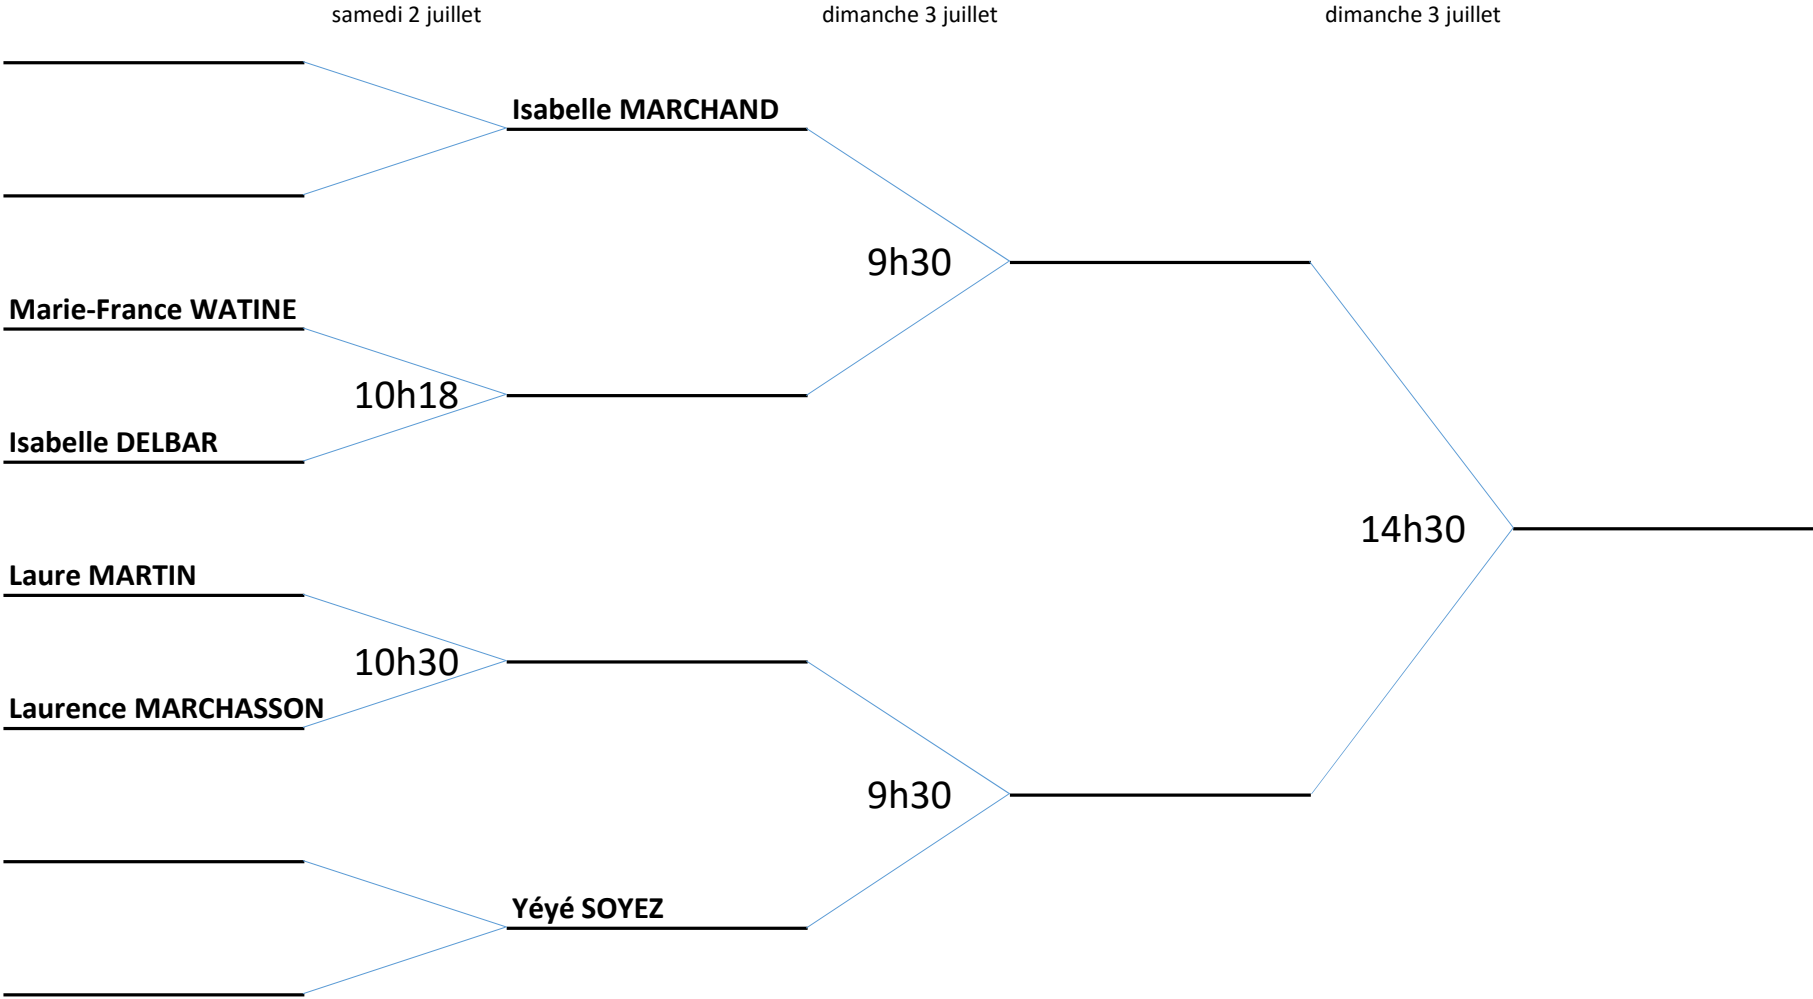 samedi 2 juillet
dimanche 3 juillet
dimanche 3 juillet
Isabelle MARCHAND
9h30
Marie-France WATINE
10h18
Isabelle DELBAR
14h30
Laure MARTIN
10h30
Laurence MARCHASSON
9h30
Yéyé SOYEZ